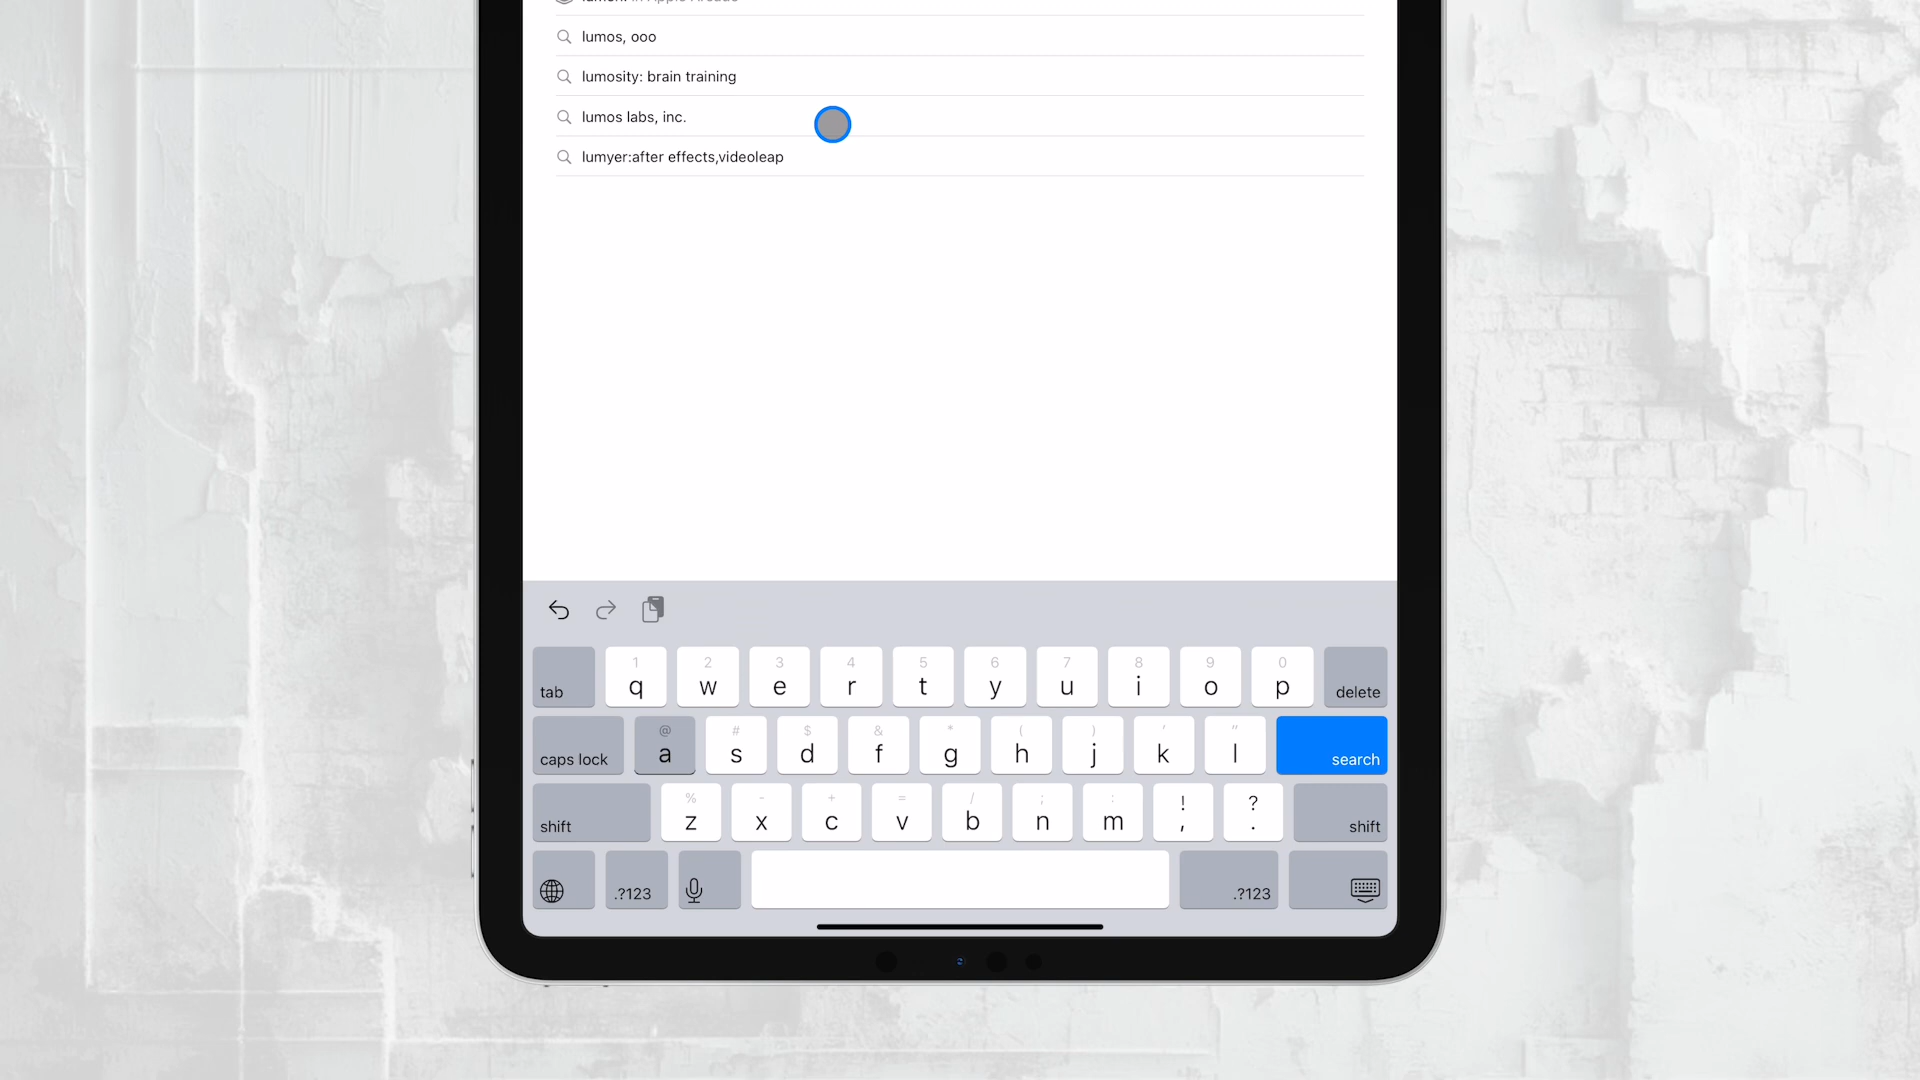 lumos, ooo
lumosity: brain training
lumos labs, inc.
lumyer:after effects,videoleap
1 2 3 4 5 6 7 8 9 0
tab q w e r t y u i o p delete
@ # $ & * ( ) ' "
caps lock a s d f g h j k l search
% - + = / ; : ! ?
shift z x c v b n m , . shift
.?123 .?123